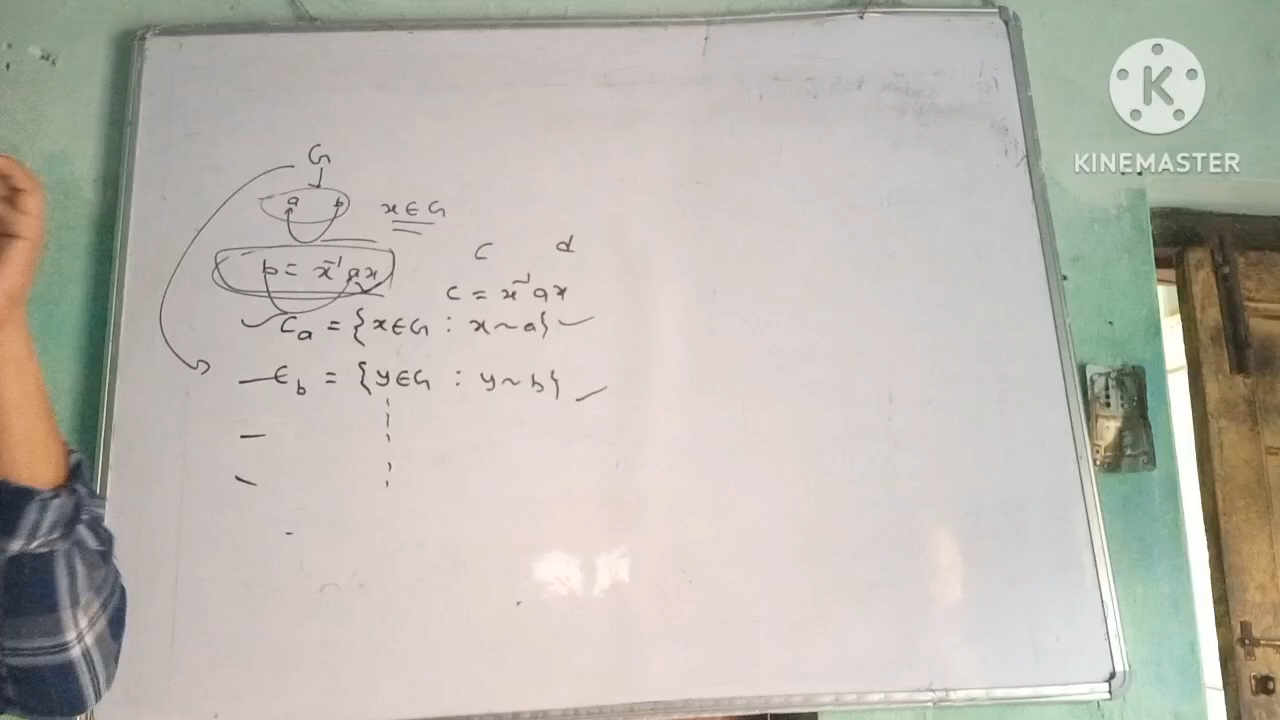 G
a b x∈G
c d
b = x⁻¹ax
c = x⁻¹ax
Cₐ = {x∈G : x~a}
C_b = {y∈G : y~b}
K
KINEMASTER